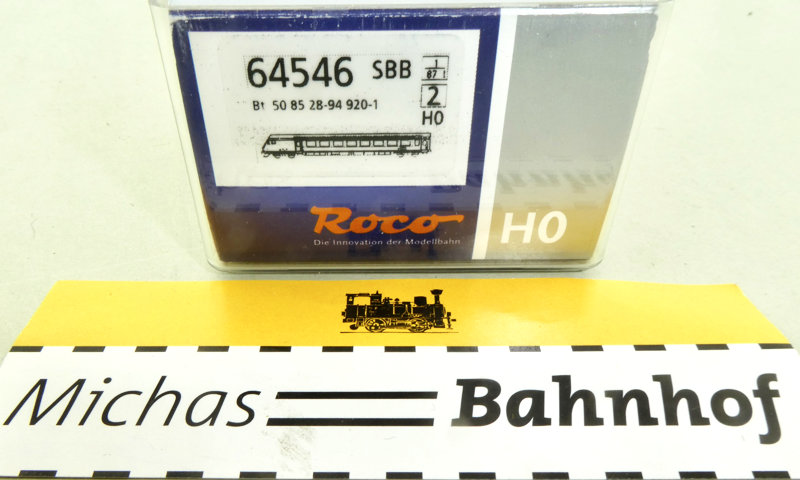 64546 SBB
1
87
Bt 50 85 28-94 920-1
2
H0
Roco
Die Innovation der Modellbahn
H0
Michas Bahnhof